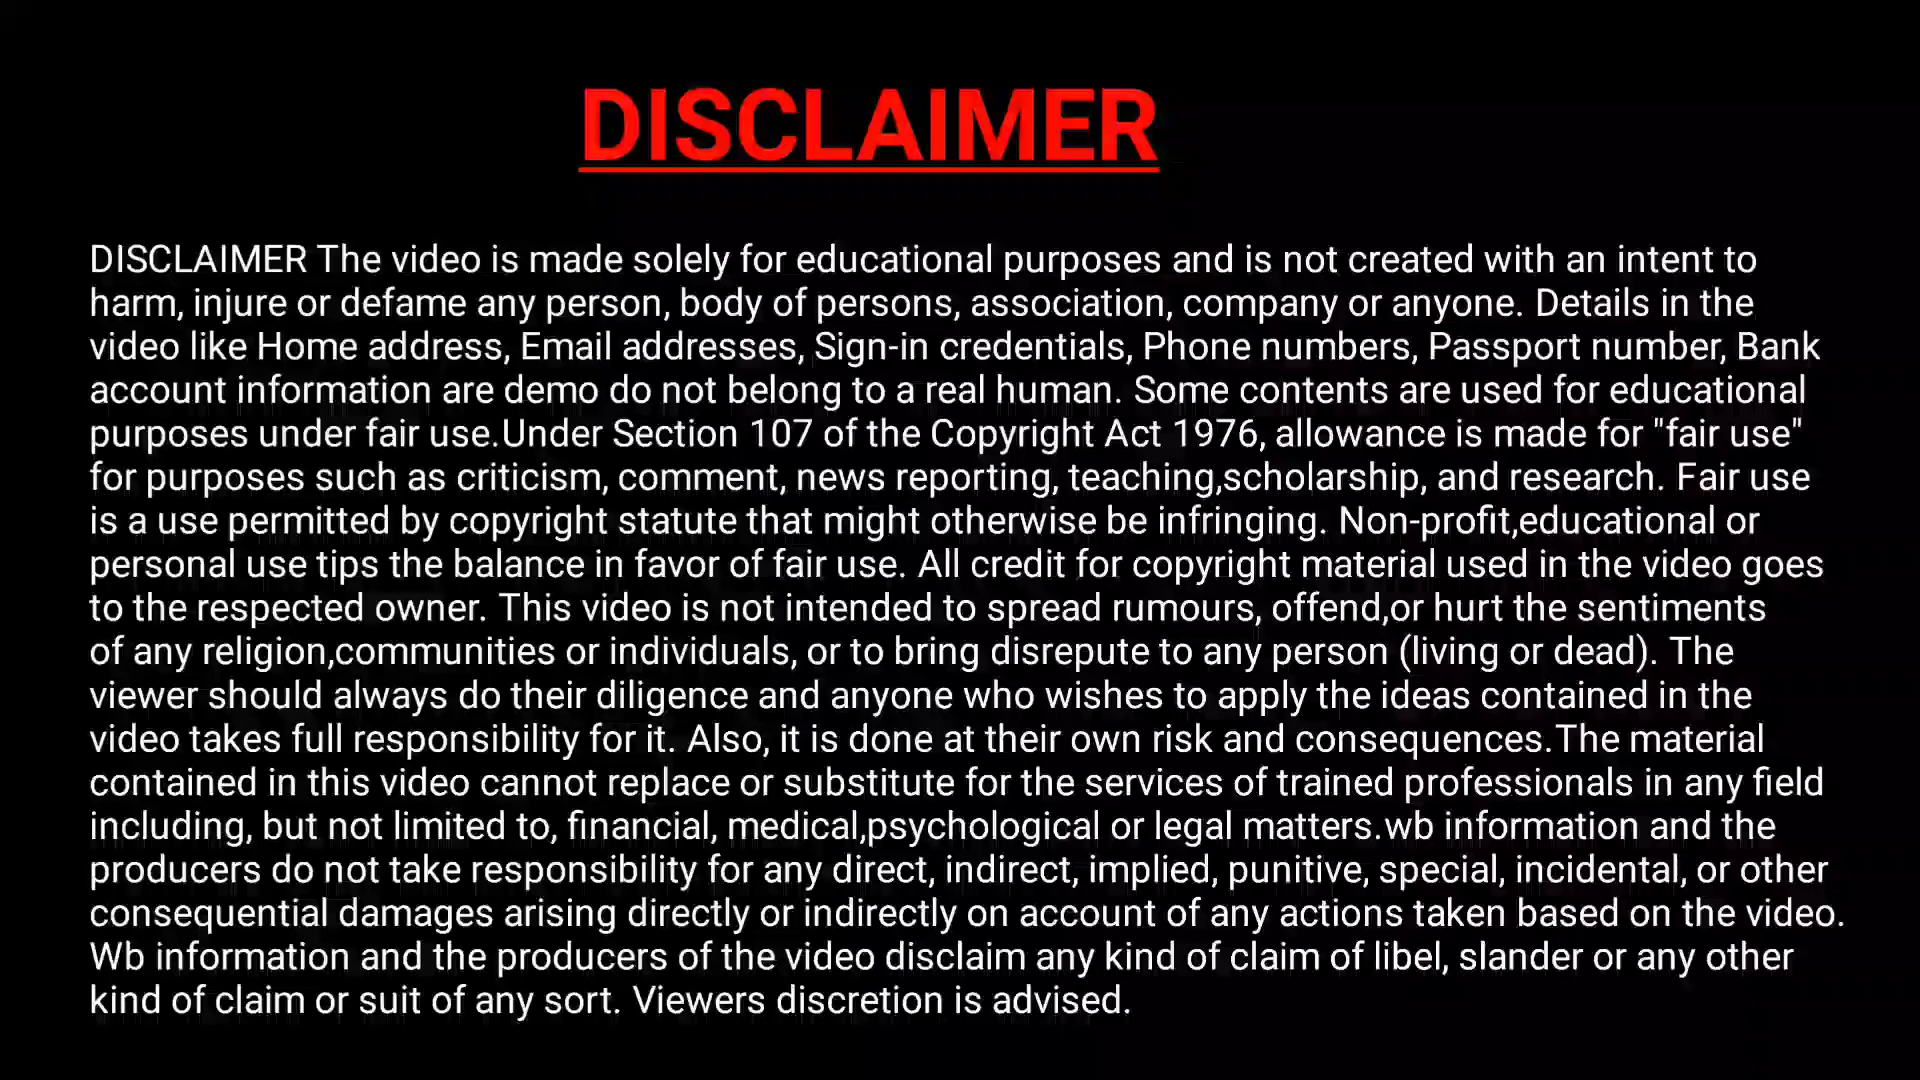 DISCLAIMER
DISCLAIMER The video is made solely for educational purposes and is not created with an intent to
harm, injure or defame any person, body of persons, association, company or anyone. Details in the
video like Home address, Email addresses, Sign-in credentials, Phone numbers, Passport number, Bank
account information are demo do not belong to a real human. Some contents are used for educational
purposes under fair use.Under Section 107 of the Copyright Act 1976, allowance is made for "fair use"
for purposes such as criticism, comment, news reporting, teaching,scholarship, and research. Fair use
is a use permitted by copyright statute that might otherwise be infringing. Non-profit,educational or
personal use tips the balance in favor of fair use. All credit for copyright material used in the video goes
to the respected owner. This video is not intended to spread rumours, offend,or hurt the sentiments
of any religion,communities or individuals, or to bring disrepute to any person (living or dead). The
viewer should always do their diligence and anyone who wishes to apply the ideas contained in the
video takes full responsibility for it. Also, it is done at their own risk and consequences.The material
contained in this video cannot replace or substitute for the services of trained professionals in any field
including, but not limited to, financial, medical,psychological or legal matters.wb information and the
producers do not take responsibility for any direct, indirect, implied, punitive, special, incidental, or other
consequential damages arising directly or indirectly on account of any actions taken based on the video.
Wb information and the producers of the video disclaim any kind of claim of libel, slander or any other
kind of claim or suit of any sort. Viewers discretion is advised.